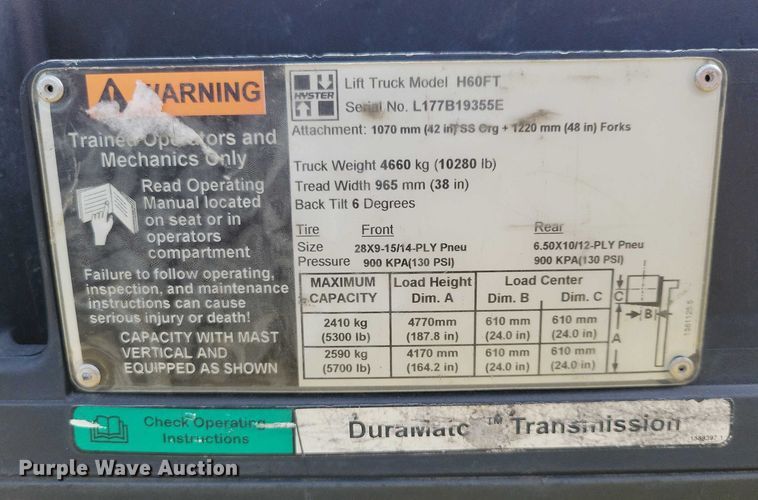 WARNING
Trained Operators and
Mechanics Only
Read Operating
Manual located
on seat or in
operators
compartment
Failure to follow operating,
inspection, and maintenance
instructions can cause
serious injury or death!
CAPACITY WITH MAST
VERTICAL AND
EQUIPPED AS SHOWN
HYSTER
Lift Truck Model H60FT
Serial No. L177B19355E
Attachment: 1070 mm (42 in) SS Crg + 1220 mm (48 in) Forks
Truck Weight 4660 kg (10280 lb)
Tread Width 965 mm (38 in)
Back Tilt 6 Degrees
Tire Front Rear
Size 28X9-15/14-PLY Pneu 6.50X10/12-PLY Pneu
Pressure 900 KPA(130 PSI) 900 KPA(130 PSI)
MAXIMUM CAPACITY Load Height Dim. A Load Center Dim. B Dim. C
2410 kg 4770mm 610 mm 610 mm
(5300 lb) (187.8 in) (24.0 in) (24.0 in)
2590 kg 4170 mm 610 mm 610 mm
(5700 lb) (164.2 in) (24.0 in) (24.0 in)
C
B
A
Check Operating
Instructions
DuraMatc ™ Transmission
Purple Wave Auction